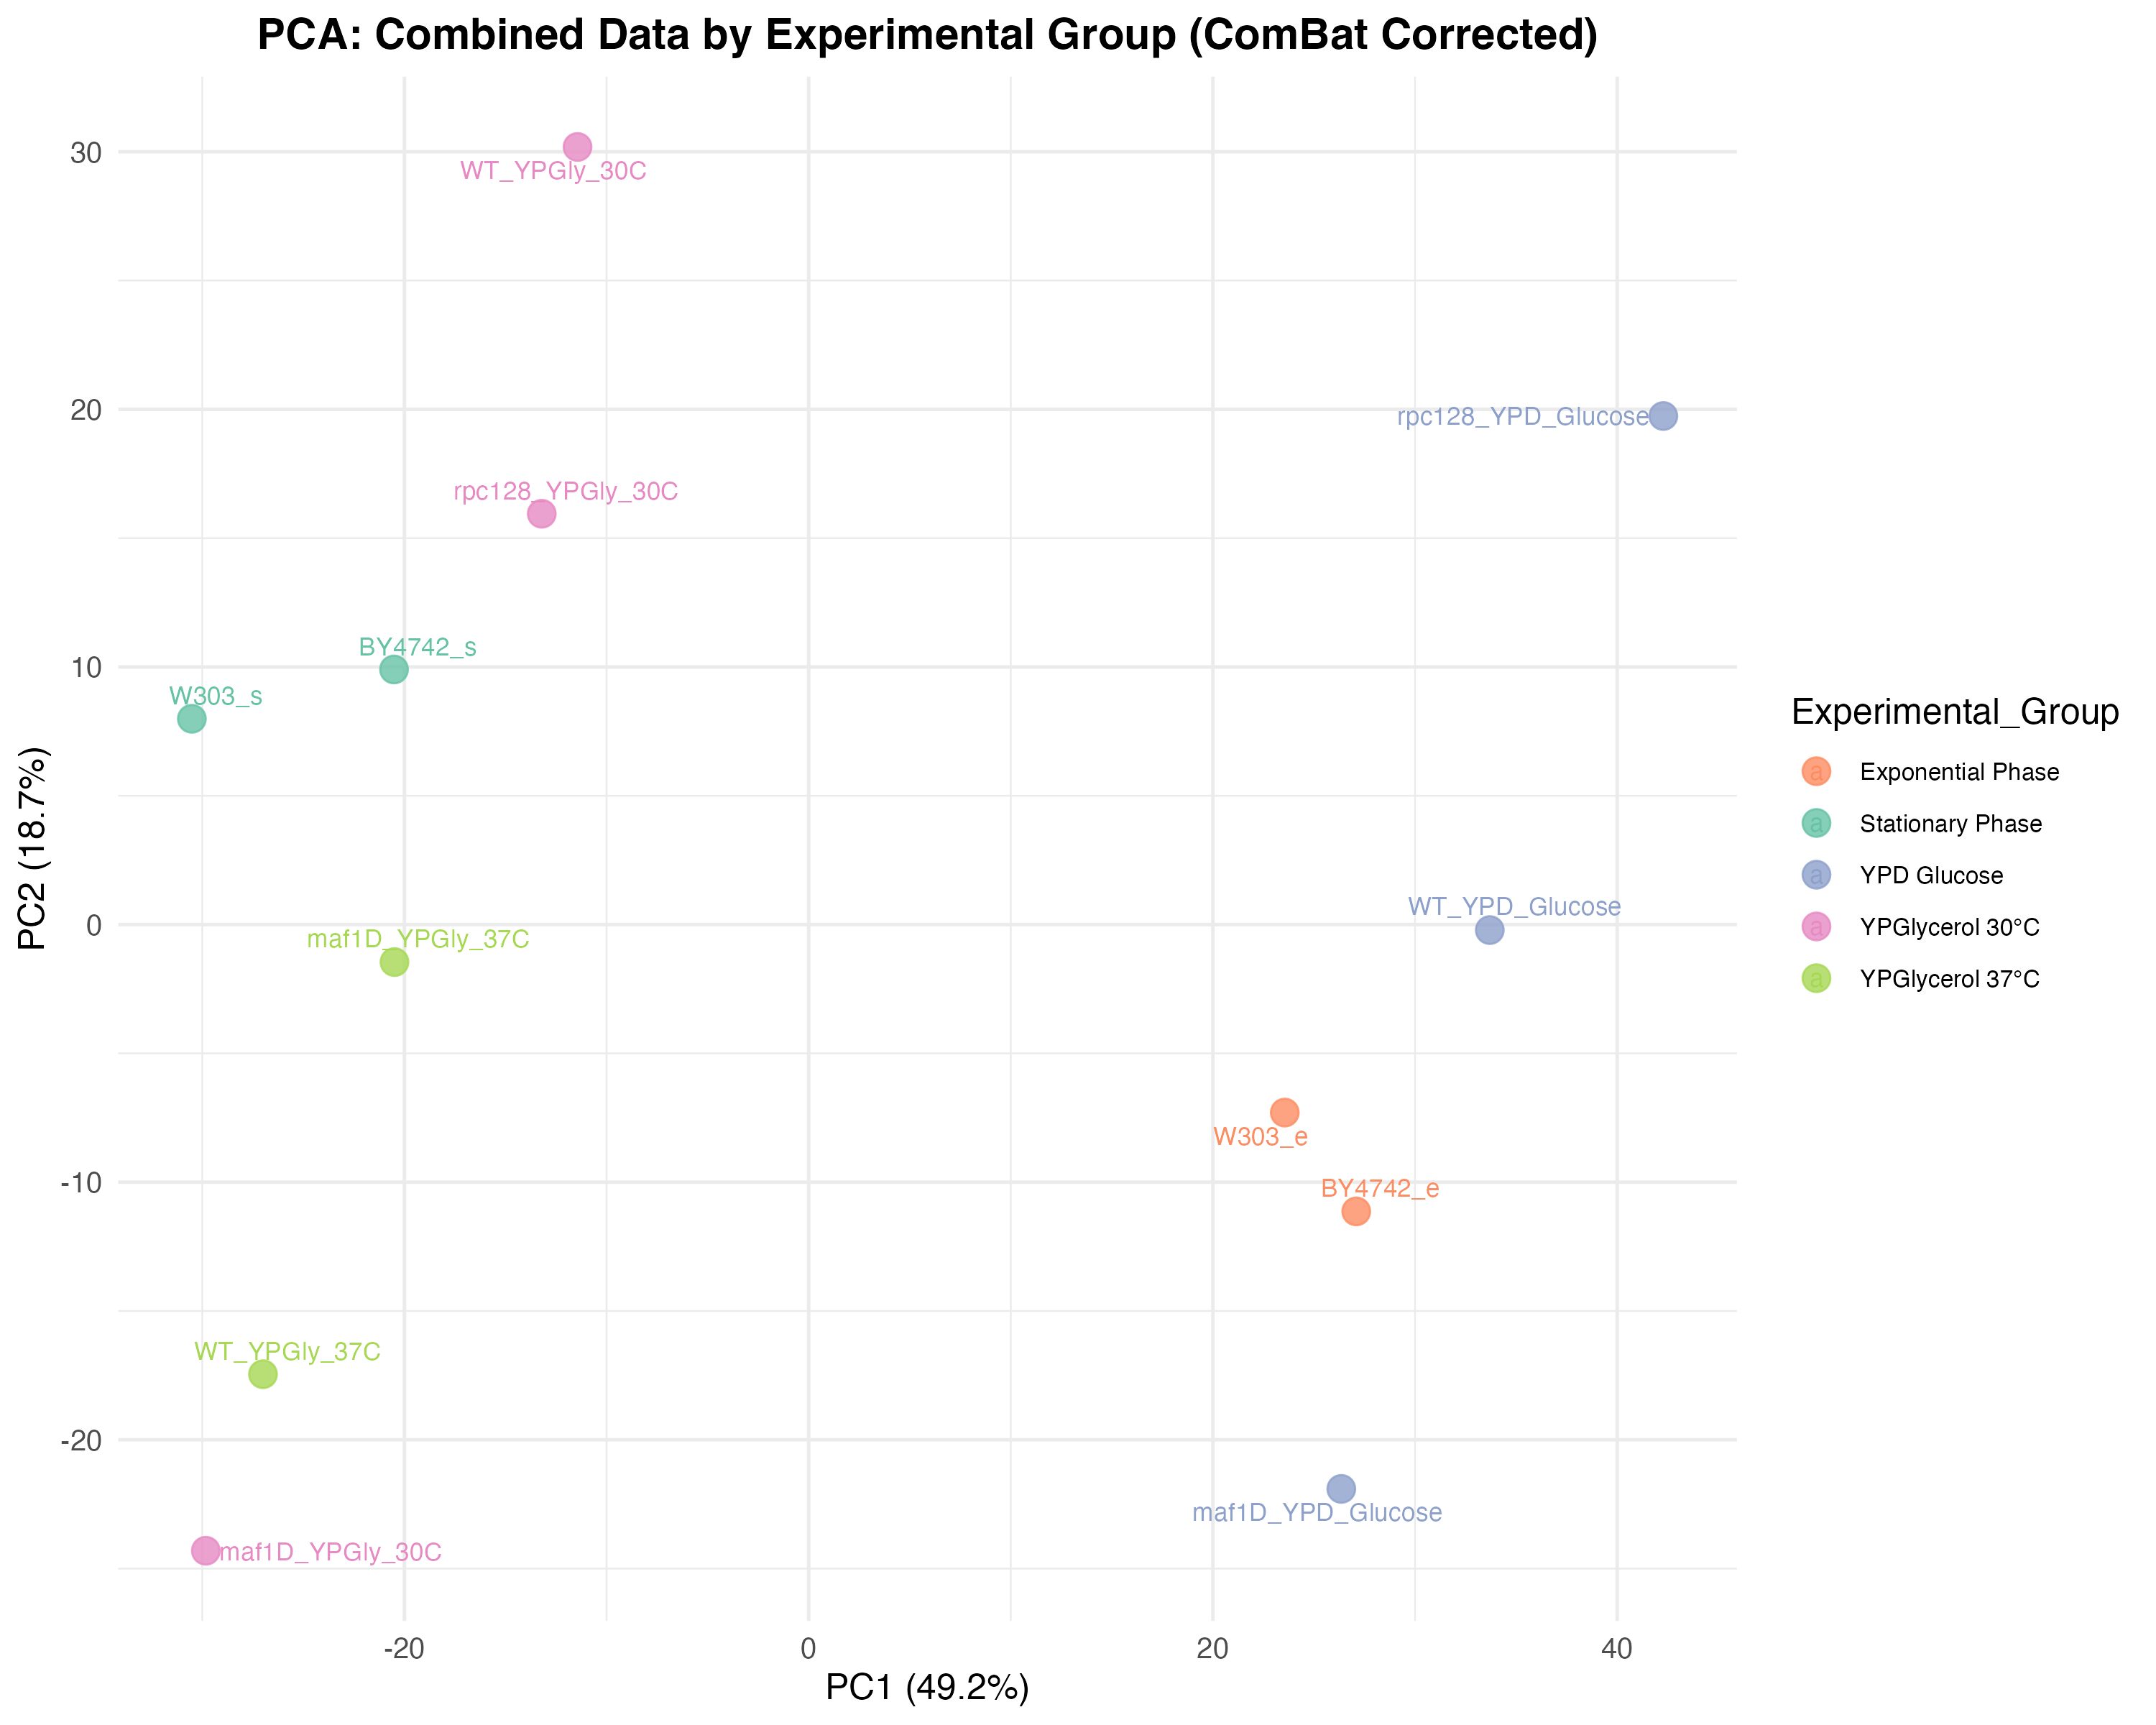 PCA: Combined Data by Experimental Group (ComBat Corrected)
30
WT_YPGly_30C
20
rpc128_YPD_Glucose
rpc128_YPGly_30C
BY4742_s
10
W303_s
Experimental_Group
a Exponential Phase
a Stationary Phase
a YPD Glucose
a YPGlycerol 30°C
a YPGlycerol 37°C
PC2 (18.7%)
WT_YPD_Glucose
0
maf1D_YPGly_37C
W303_e
-10
BY4742_e
WT_YPGly_37C
-20
maf1D_YPD_Glucose
maf1D_YPGly_30C
-20 0 20 40
PC1 (49.2%)